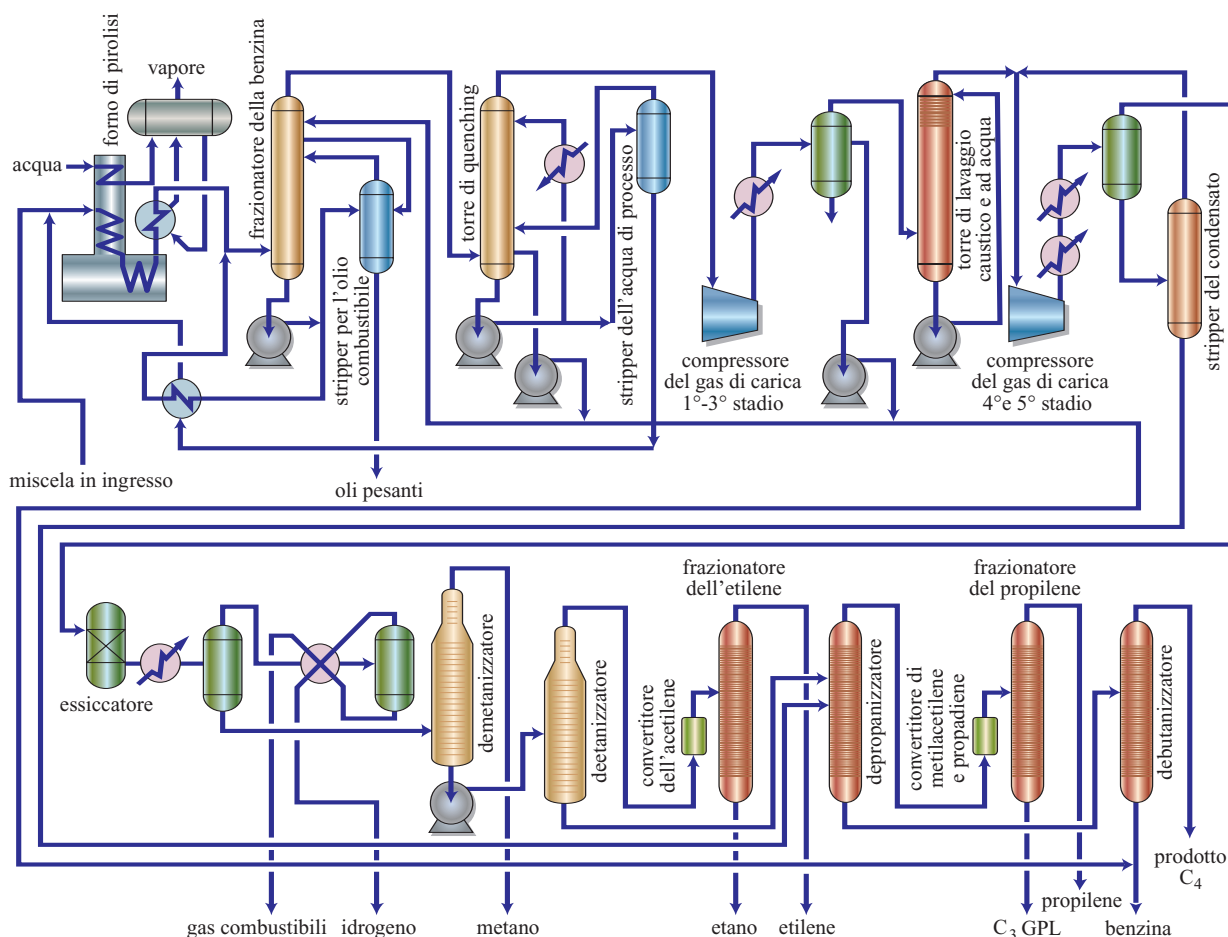 forno di pirolisi
vapore
acqua
frazionatore della benzina
stripper per l'olio
combustibile
torre di quenching
stripper dell'acqua di processo
compressore
del gas di carica
1°-3° stadio
torre di lavaggio
caustico e ad acqua
compressore
del gas di carica
4°e 5° stadio
stripper del condensato
miscela in ingresso
oli pesanti
essiccatore
demetanizzatore
deetanizzatore
convertitore
dell'acetilene
frazionatore
dell'etilene
depropanizzatore
convertitore di
metilacetilene
e propadiene
frazionatore
del propilene
debutanizzatore
prodotto
C4
gas combustibili
idrogeno
metano
etano
etilene
C3 GPL
propilene
benzina